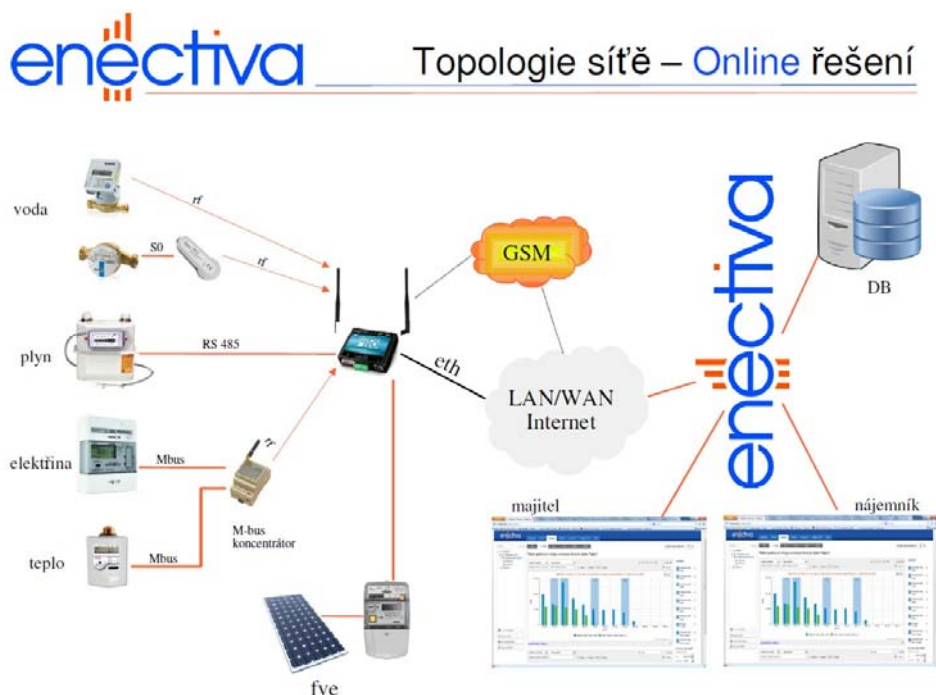 enectiva
Topologie síťě – Online řešení
voda
rf
S0
rf
GSM
enectiva
DB
plyn
RS 485
eth
LAN/WAN
Internet
elektřina
Mbus
rf
M-bus
koncentrátor
teplo
Mbus
majitel
nájemník
fve